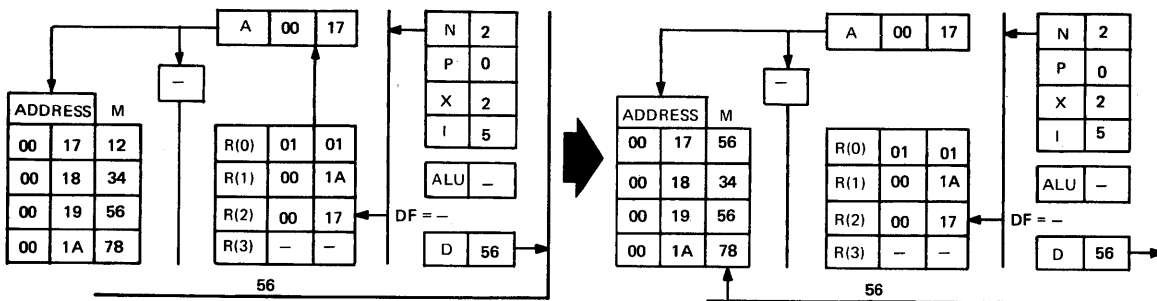 A 00 17
N 2
P 0
X 2
I 5
–
ADDRESS M
00 17 12
00 18 34
00 19 56
00 1A 78
R(0) 01 01
R(1) 00 1A
R(2) 00 17
R(3) – –
ALU –
DF = –
D 56
56
A 00 17
N 2
P 0
X 2
I 5
–
ADDRESS M
00 17 56
00 18 34
00 19 56
00 1A 78
R(0) 01 01
R(1) 00 1A
R(2) 00 17
R(3) – –
ALU –
DF = –
D 56
56